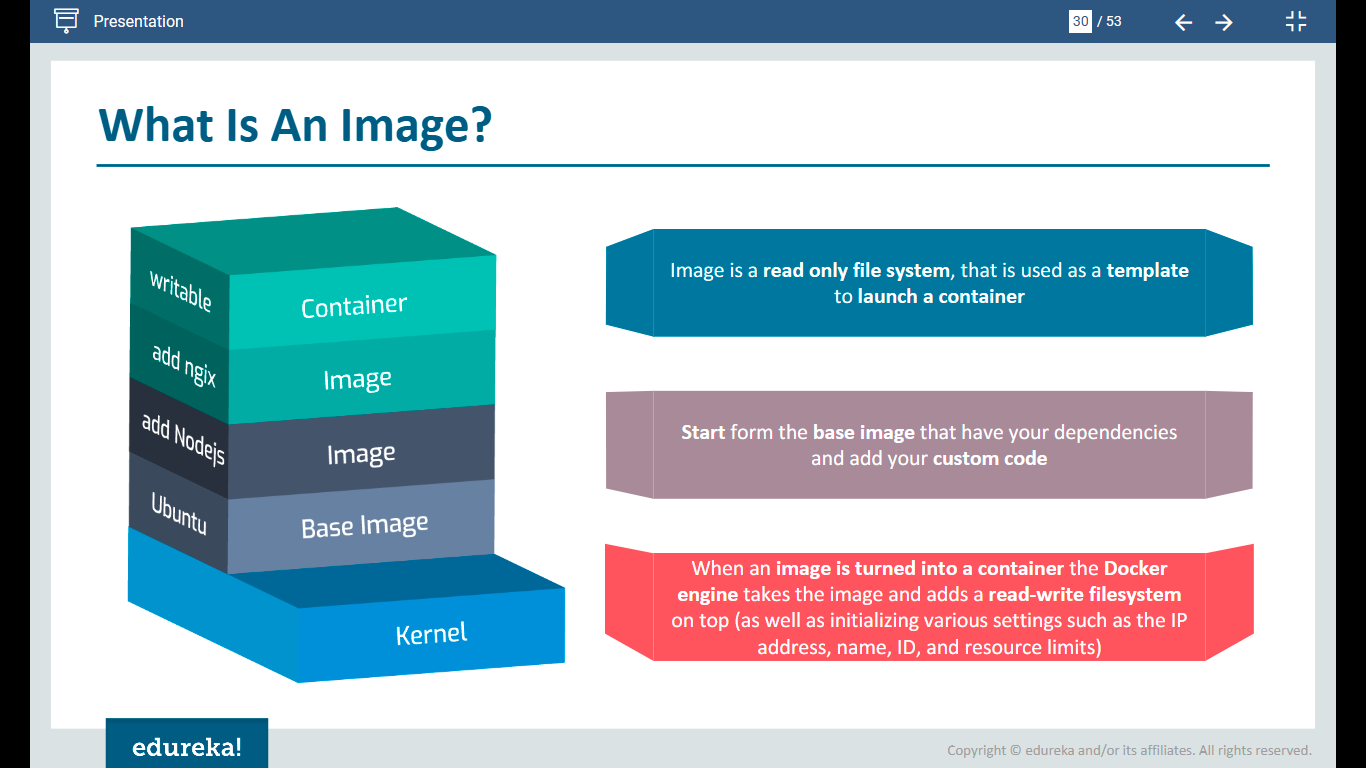 Presentation
30 / 53
What Is An Image?
writable
Container
add ngix
Image
add Nodejs
Image
Ubuntu
Base Image
Kernel
Image is a read only file system, that is used as a template
to launch a container
Start form the base image that have your dependencies
and add your custom code
When an image is turned into a container the Docker
engine takes the image and adds a read-write filesystem
on top (as well as initializing various settings such as the IP
address, name, ID, and resource limits)
edureka!
Copyright © edureka and/or its affiliates. All rights reserved.